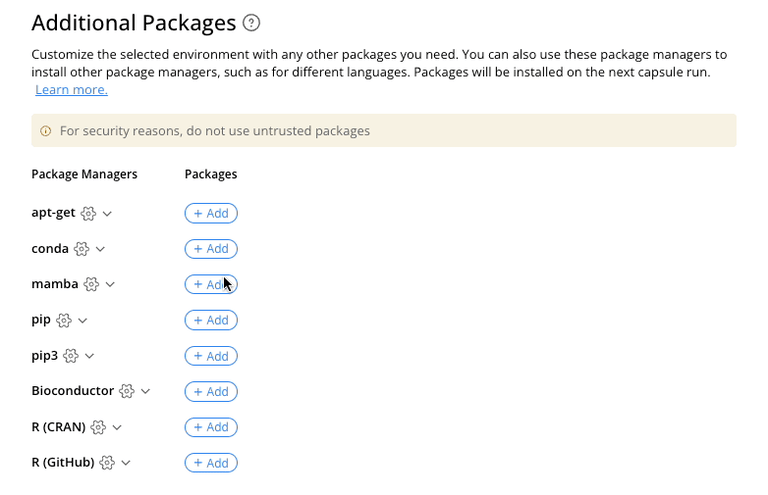 Additional Packages ?
Customize the selected environment with any other packages you need. You can also use these package managers to
install other package managers, such as for different languages. Packages will be installed on the next capsule run.
Learn more.
For security reasons, do not use untrusted packages
Package Managers Packages
apt-get + Add
conda + Add
mamba + Add
pip + Add
pip3 + Add
Bioconductor + Add
R (CRAN) + Add
R (GitHub) + Add